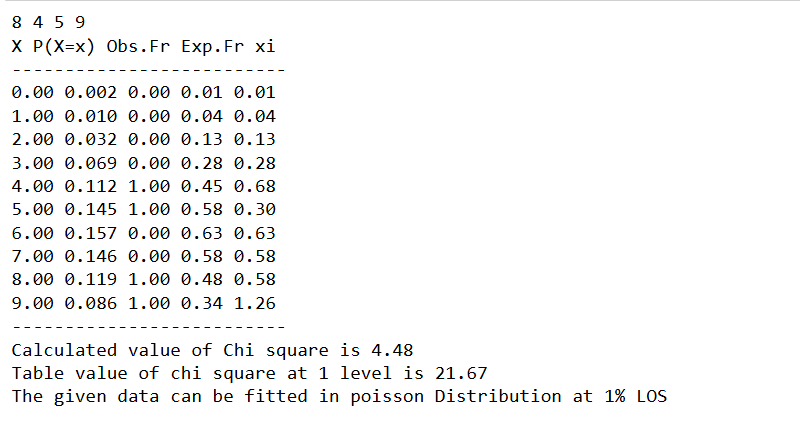 8 4 5 9
X P(X=x) Obs.Fr Exp.Fr xi
--------------------------
0.00 0.002 0.00 0.01 0.01
1.00 0.010 0.00 0.04 0.04
2.00 0.032 0.00 0.13 0.13
3.00 0.069 0.00 0.28 0.28
4.00 0.112 1.00 0.45 0.68
5.00 0.145 1.00 0.58 0.30
6.00 0.157 0.00 0.63 0.63
7.00 0.146 0.00 0.58 0.58
8.00 0.119 1.00 0.48 0.58
9.00 0.086 1.00 0.34 1.26
--------------------------
Calculated value of Chi square is 4.48
Table value of chi square at 1 level is 21.67
The given data can be fitted in poisson Distribution at 1% LOS